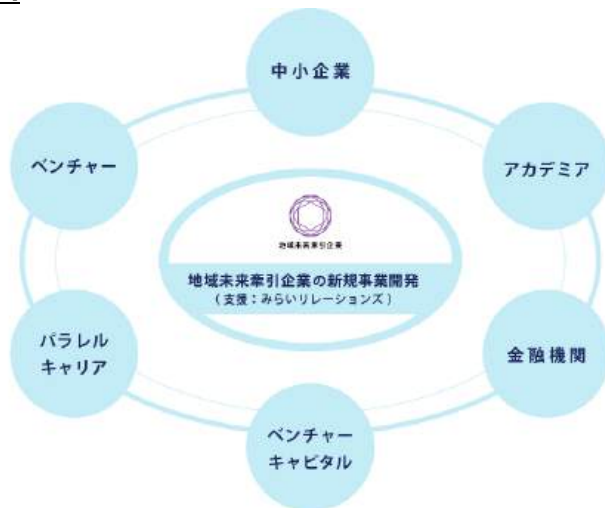 中小企業
ベンチャー
アカデミア
地域未来牽引企業
地域未来牽引企業の新規事業開発
(支援：みらいリレーションズ)
パラレル
キャリア
金融機関
ベンチャー
キャピタル